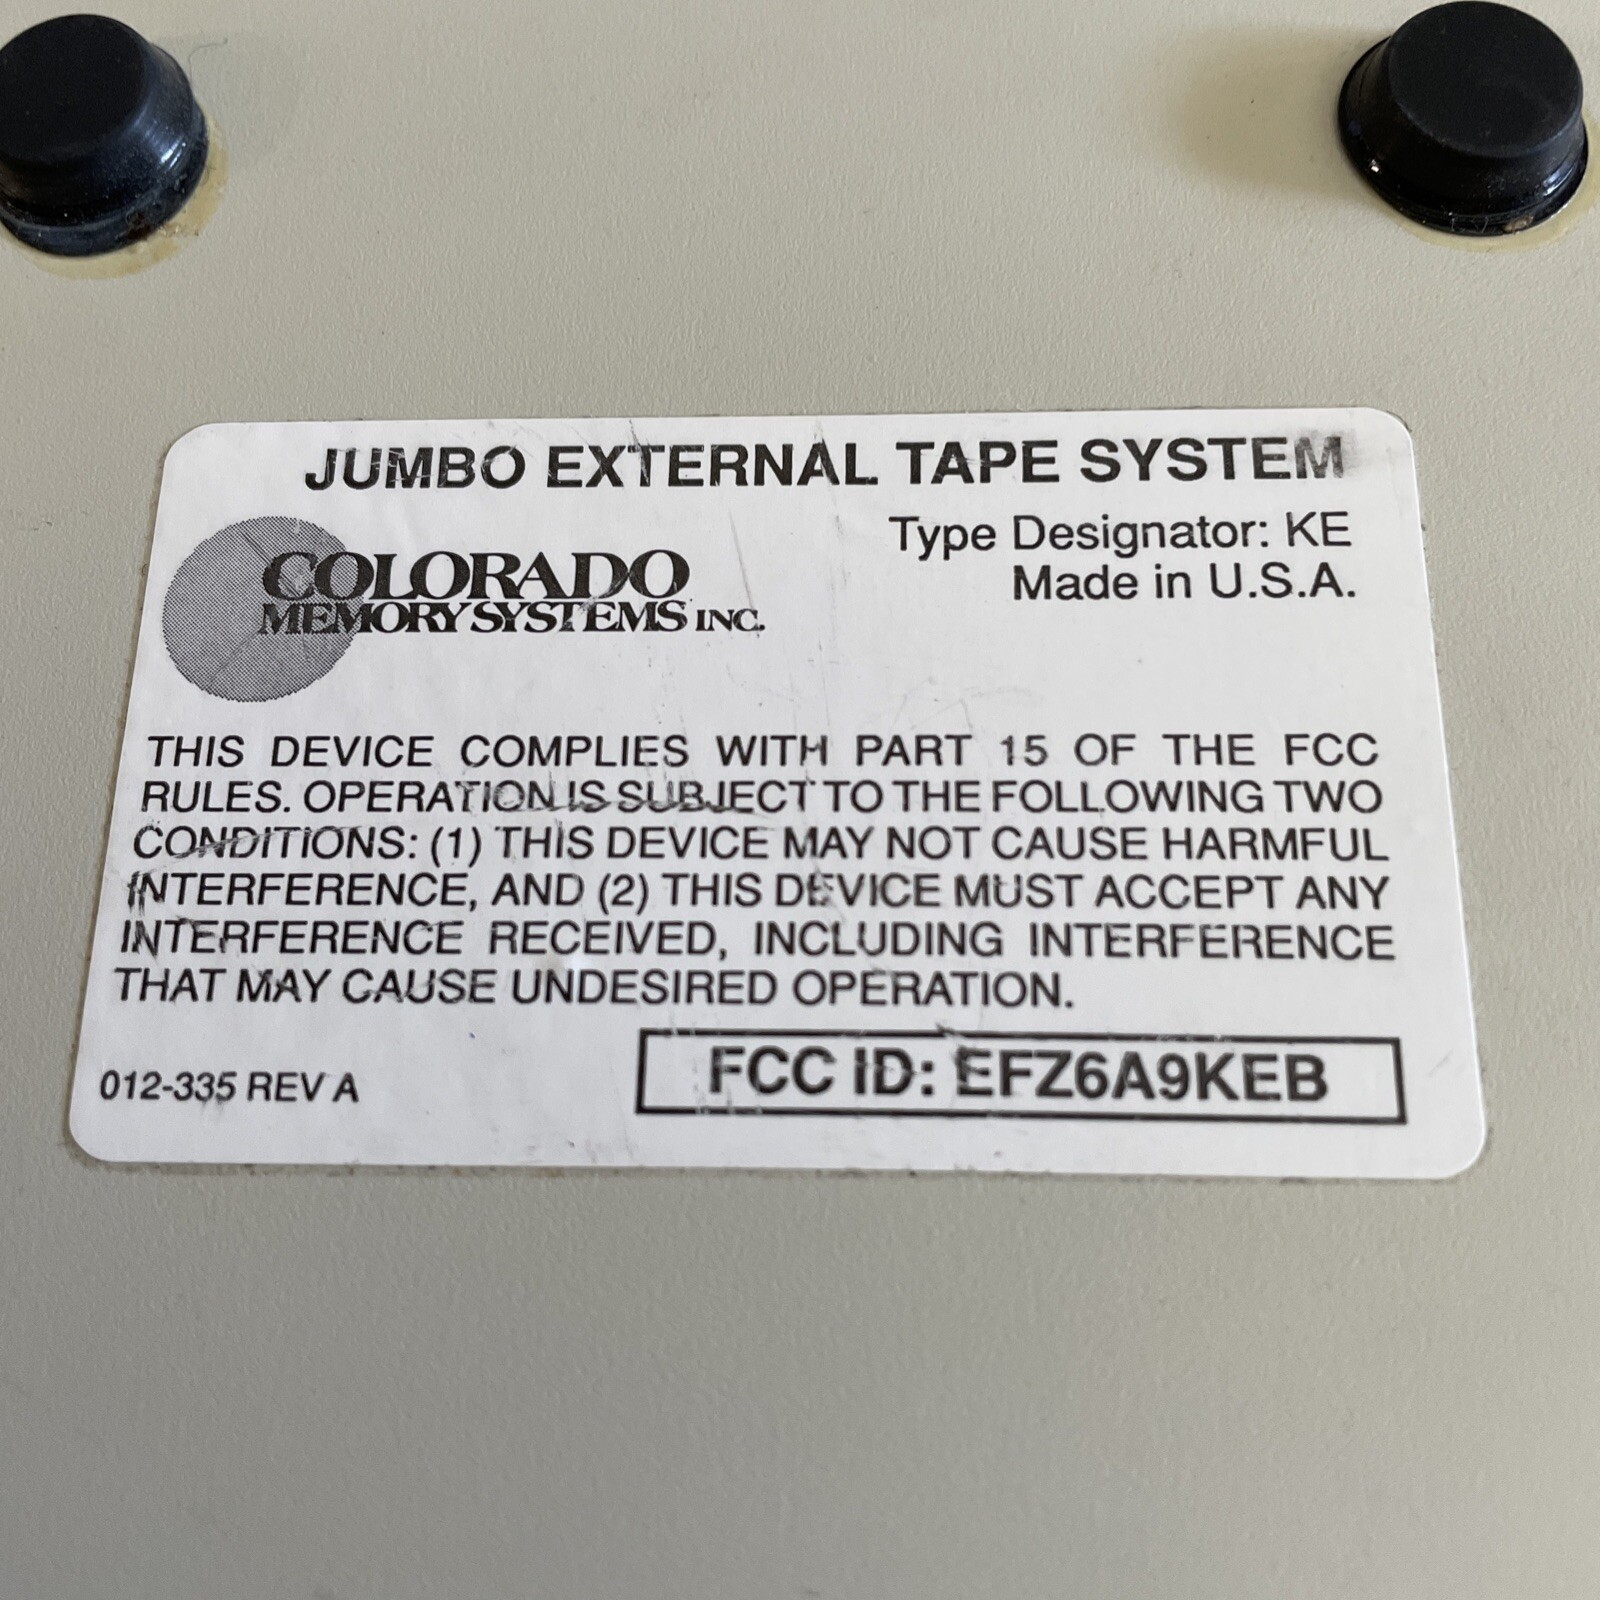 JUMBO EXTERNAL TAPE SYSTEM
COLORADO
MEMORY SYSTEMS INC.
Type Designator: KE
Made in U.S.A.
THIS DEVICE COMPLIES WITH PART 15 OF THE FCC
RULES. OPERATION IS SUBJECT TO THE FOLLOWING TWO
CONDITIONS: (1) THIS DEVICE MAY NOT CAUSE HARMFUL
INTERFERENCE, AND (2) THIS DEVICE MUST ACCEPT ANY
INTERFERENCE RECEIVED, INCLUDING INTERFERENCE
THAT MAY CAUSE UNDESIRED OPERATION.
012-335 REV A
FCC ID: EFZ6A9KEB